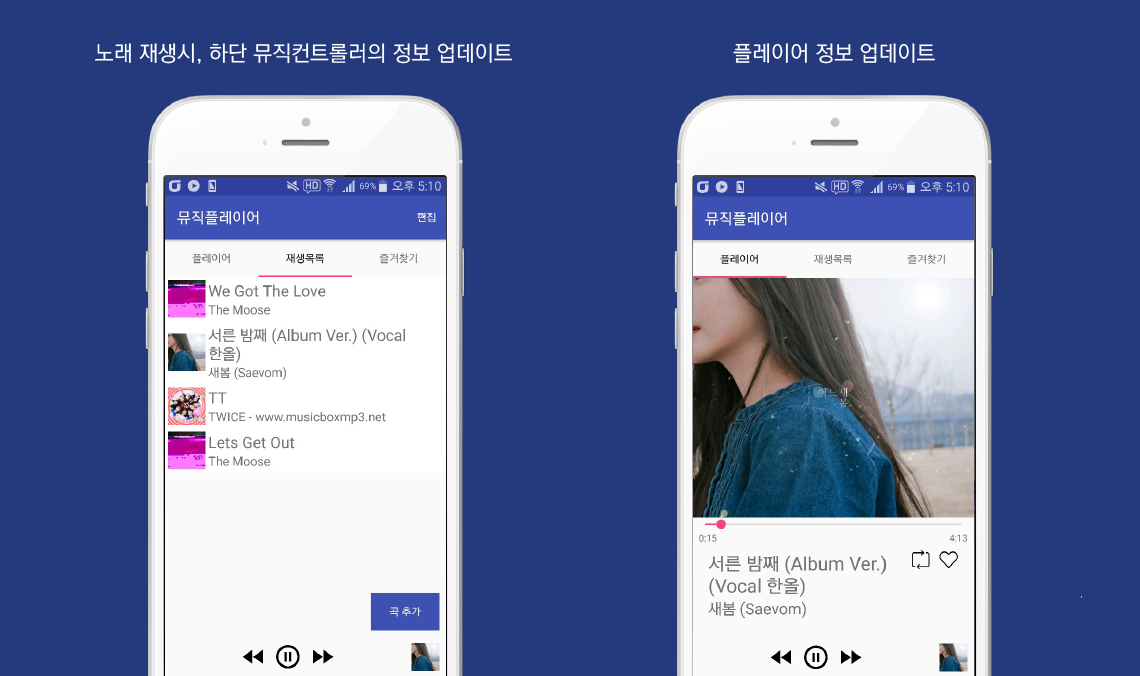 노래 재생시, 하단 뮤직컨트롤러의 정보 업데이트
HD 69% 오후 5:10
뮤직플레이어 편집
플레이어 재생목록 즐겨찾기
We Got The Love
The Moose
서른 밤째 (Album Ver.) (Vocal
한올)
새봄 (Saevom)
TT
TWICE - www.musicboxmp3.net
Lets Get Out
The Moose
곡 추가
플레이어 정보 업데이트
HD 69% 오후 5:10
뮤직플레이어
플레이어 재생목록 즐겨찾기
어느새
봄
0:15 4:13
서른 밤째 (Album Ver.)
(Vocal 한올)
새봄 (Saevom)